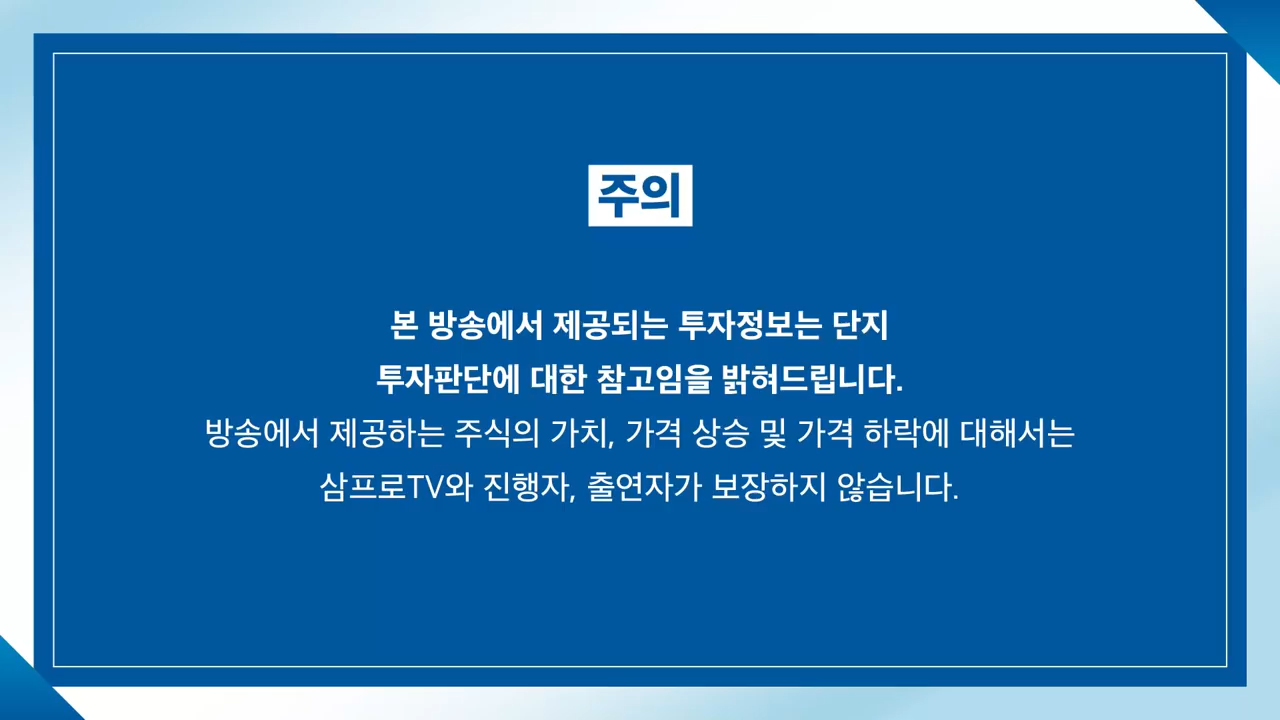 주의
본 방송에서 제공되는 투자정보는 단지
투자판단에 대한 참고임을 밝혀드립니다.
방송에서 제공하는 주식의 가치, 가격 상승 및 가격 하락에 대해서는
삼프로TV와 진행자, 출연자가 보장하지 않습니다.